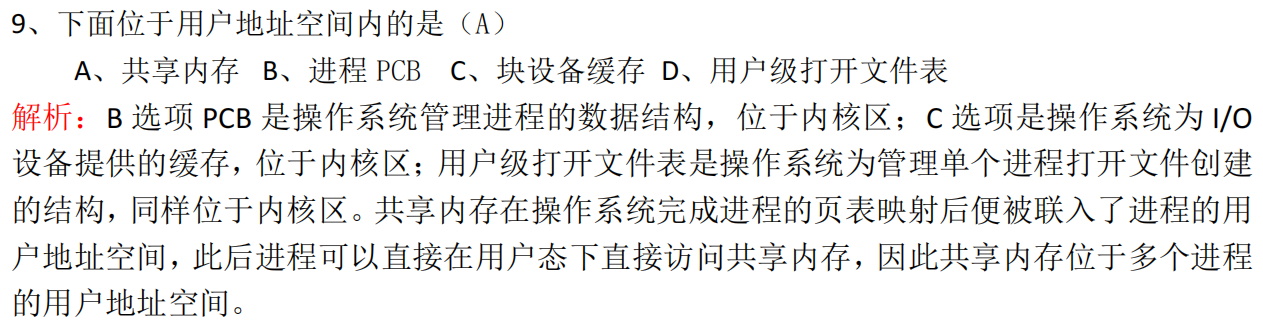 9、下面位于用户地址空间内的是（A）
A、共享内存 B、进程 PCB C、块设备缓存 D、用户级打开文件表
解析：B 选项 PCB 是操作系统管理进程的数据结构，位于内核区；C 选项是操作系统为 I/O
设备提供的缓存，位于内核区；用户级打开文件表是操作系统为管理单个进程打开文件创建
的结构，同样位于内核区。共享内存在操作系统完成进程的页表映射后便被联入了进程的用
户地址空间，此后进程可以直接在用户态下直接访问共享内存，因此共享内存位于多个进程
的用户地址空间。